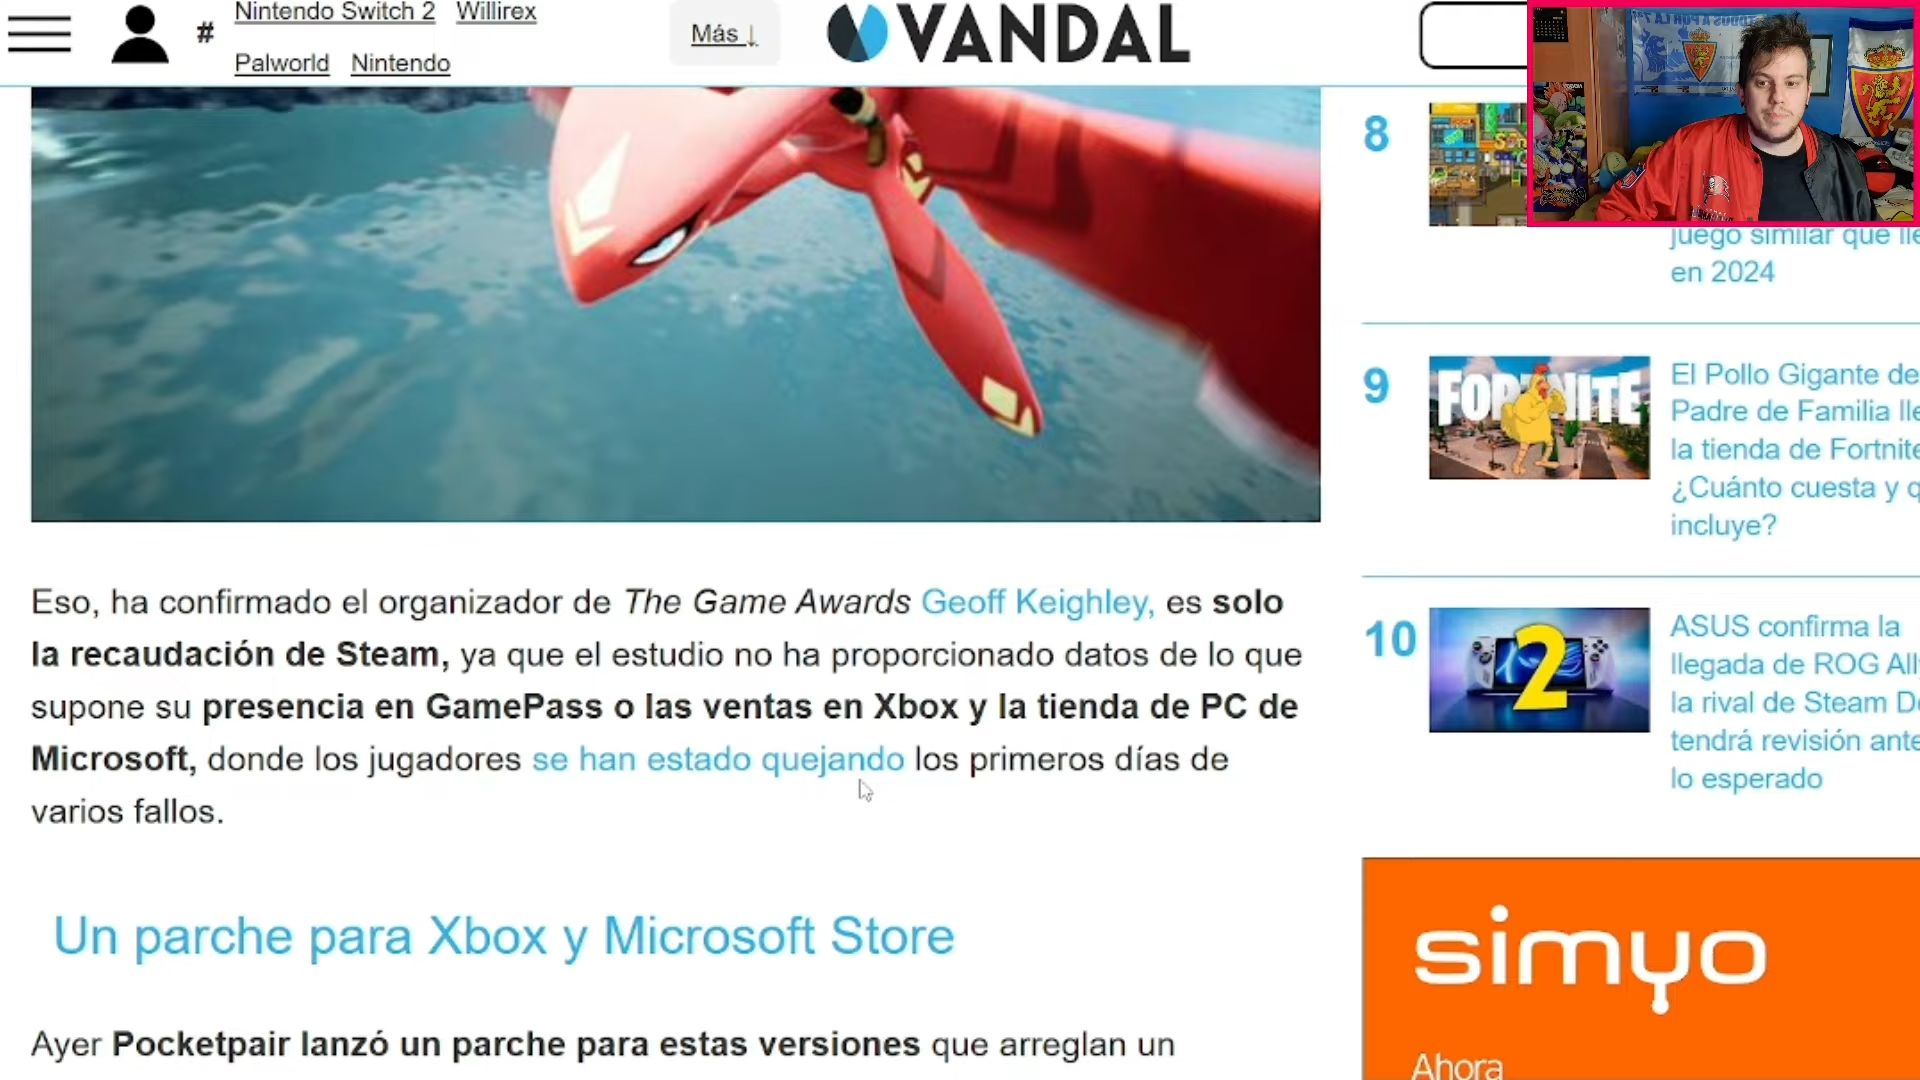 Nintendo Switch 2 Willirex
#
Palworld Nintendo
Más ↓
VANDAL
8
juego similar que lle
en 2024
9
FORTNITE
El Pollo Gigante de
Padre de Familia lle
la tienda de Fortnite
¿Cuánto cuesta y q
incluye?
10
2
ASUS confirma la
llegada de ROG All
la rival de Steam De
tendrá revisión ante
lo esperado
Eso, ha confirmado el organizador de The Game Awards Geoff Keighley, es solo
la recaudación de Steam, ya que el estudio no ha proporcionado datos de lo que
supone su presencia en GamePass o las ventas en Xbox y la tienda de PC de
Microsoft, donde los jugadores se han estado quejando los primeros días de
varios fallos.
Un parche para Xbox y Microsoft Store
Ayer Pocketpair lanzó un parche para estas versiones que arreglan un
simyo
Ahora